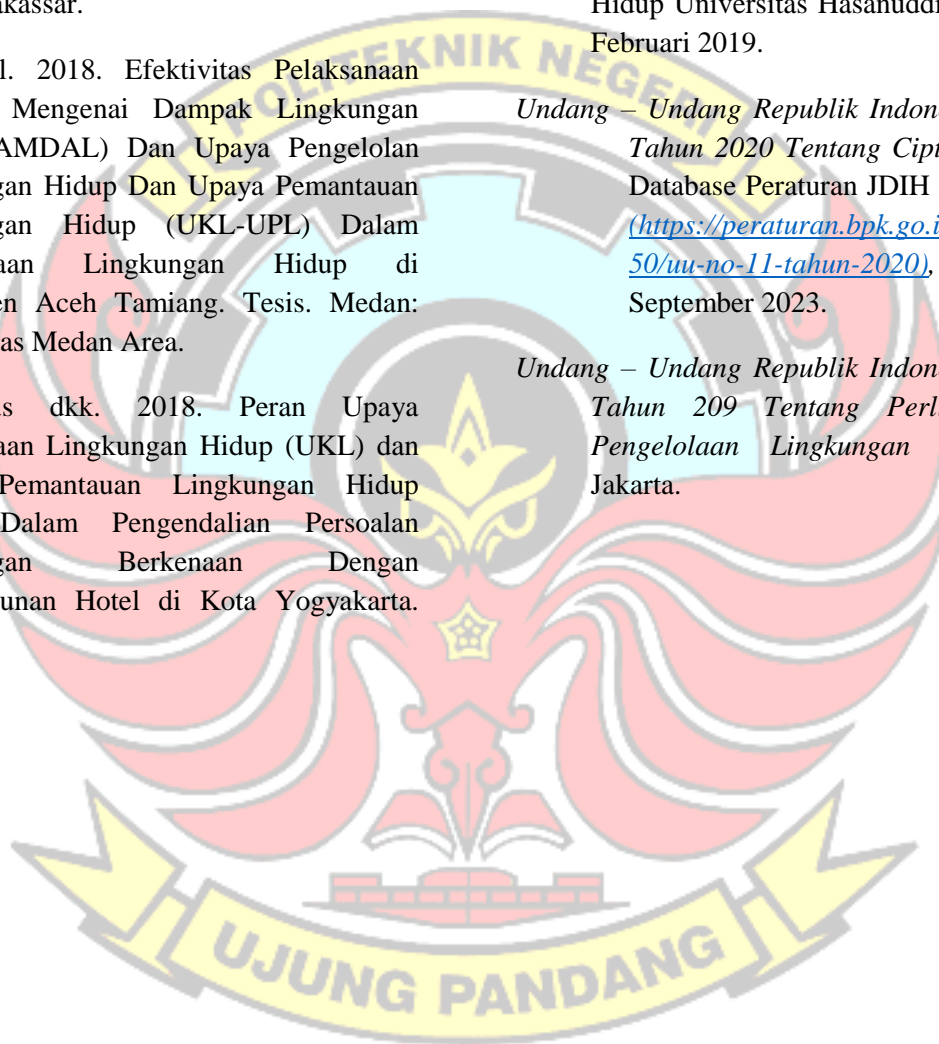 akassar.
l. 2018. Efektivitas Pelaksanaan
Mengenai Dampak Lingkungan
AMDAL) Dan Upaya Pengelolan
gan Hidup Dan Upaya Pemantauan
gan Hidup (UKL-UPL) Dalam
aan Lingkungan Hidup di
en Aceh Tamiang. Tesis. Medan:
as Medan Area.
us dkk. 2018. Peran Upaya
aan Lingkungan Hidup (UKL) dan
Pemantauan Lingkungan Hidup
Dalam Pengendalian Persoalan
gan Berkenaan Dengan
unan Hotel di Kota Yogyakarta.
Hidup Universitas Hasanuddi
Februari 2019.
Undang – Undang Republik Indon
Tahun 2020 Tentang Cipt
Database Peraturan JDIH
(https://peraturan.bpk.go.i
50/uu-no-11-tahun-2020),
September 2023.
Undang – Undang Republik Indon
Tahun 209 Tentang Perl
Pengelolaan Lingkungan
Jakarta.
POLITEKNIK NEGERI
UJUNG PANDANG